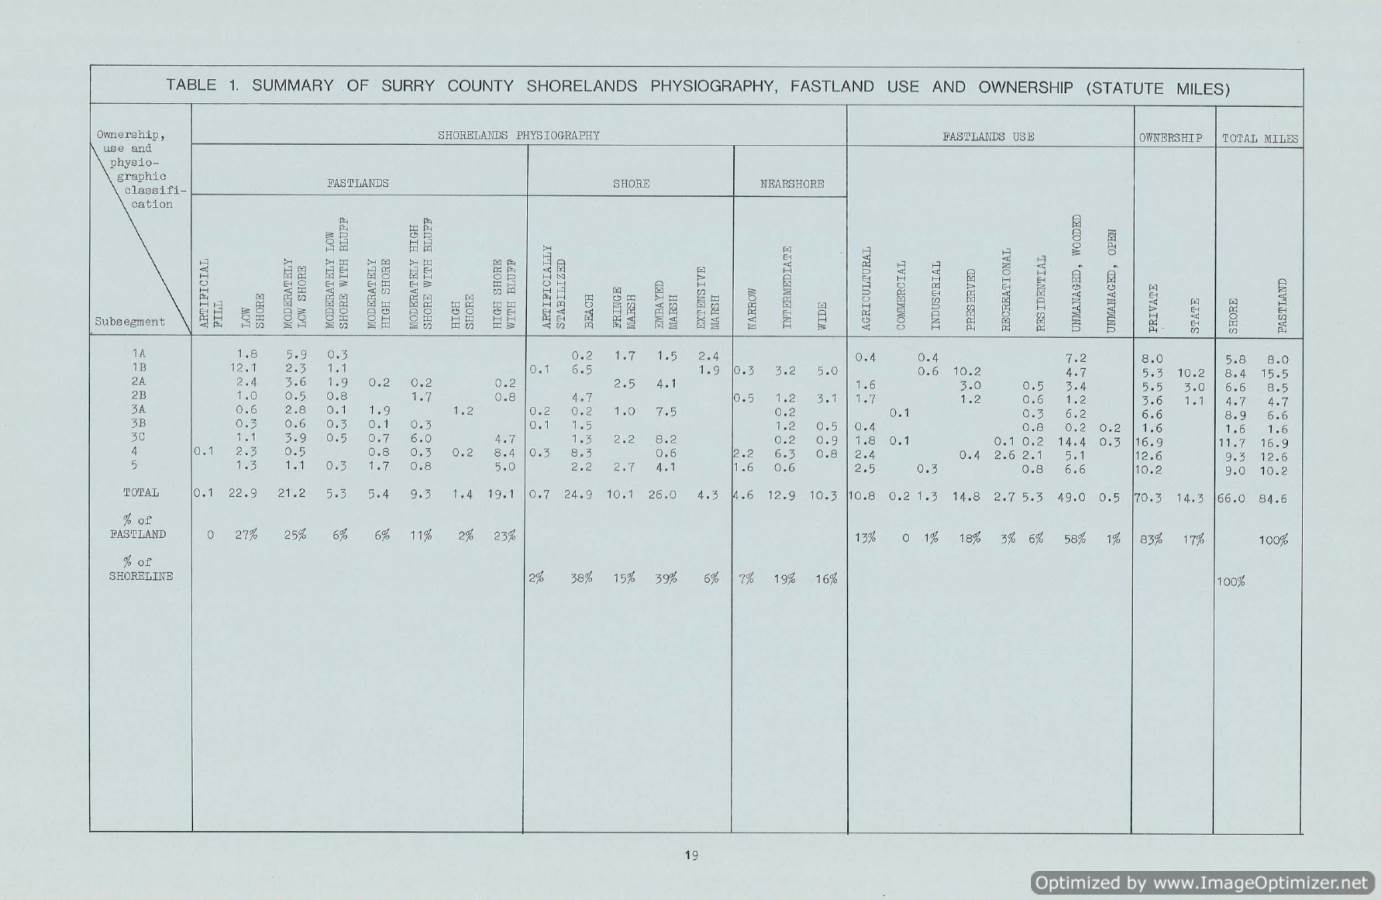 TABLE 1. SUMMARY OF SURRY COUNTY SHORELANDS PHYSIOGRAPHY, FASTLAND USE AND OWNERSHIP (STATUTE MILES)
Ownership, use and physio-graphic classifi-cation
Subsegment
SHORELANDS PHYSIOGRAPHY FASTLANDS USE OWNERSHIP TOTAL MILES
FASTLANDS SHORE NEARSHORE
ARTIFICIAL FILL
LOW SHORE
MODERATELY LOW SHORE
MODERATELY LOW SHORE WITH BLUFF
MODERATELY HIGH SHORE
MODERATELY HIGH SHORE WITH BLUFF
HIGH SHORE
HIGH SHORE WITH BLUFF
ARTIFICIALLY STABILIZED
BEACH
FRINGE MARSH
EMBAYED MARSH
EXTENSIVE MARSH
NARROW
INTERMEDIATE
WIDE
AGRICULTURAL
COMMERCIAL
INDUSTRIAL
PRESERVED
RECREATIONAL
RESIDENTIAL
UNMANAGED, WOODED
UNMANAGED, OPEN
PRIVATE
STATE
SHORE
FASTLAND
1A 1.8 5.9 0.3 0.2 1.7 1.5 2.4 0.4 0.4 7.2 8.0 5.8 8.0
1B 12.1 2.3 1.1 0.1 6.5 1.9 0.3 3.2 5.0 0.6 10.2 4.7 5.3 10.2 8.4 15.5
2A 2.4 3.6 1.9 0.2 0.2 0.2 2.5 4.1 1.6 3.0 0.5 3.4 5.5 3.0 6.6 8.5
2B 1.0 0.5 0.8 1.7 0.8 4.7 0.5 1.2 3.1 1.7 1.2 0.6 1.2 3.6 1.1 4.7 4.7
3A 0.6 2.8 0.1 1.9 1.2 0.2 0.2 1.0 7.5 0.2 0.1 0.3 6.2 6.6 8.9 6.6
3B 0.3 0.6 0.3 0.1 0.3 0.1 1.5 1.2 0.5 0.4 0.8 0.2 0.2 1.6 1.6 1.6
3C 1.1 3.9 0.5 0.7 6.0 4.7 1.3 2.2 8.2 0.2 0.9 1.8 0.1 0.1 0.2 14.4 0.3 16.9 11.7 16.9
4 0.1 2.3 0.5 0.8 0.3 0.2 8.4 0.3 8.3 0.6 2.2 6.3 0.8 2.4 0.4 2.6 2.1 5.1 12.6 9.3 12.6
5 1.3 1.1 0.3 1.7 0.8 5.0 2.2 2.7 4.1 1.6 0.6 2.5 0.3 0.8 6.6 10.2 9.0 10.2
TOTAL 0.1 22.9 21.2 5.3 5.4 9.3 1.4 19.1 0.7 24.9 10.1 26.0 4.3 4.6 12.9 10.3 10.8 0.2 1.3 14.8 2.7 5.3 49.0 0.5 70.3 14.3 66.0 84.6
% of FASTLAND 0 27% 25% 6% 6% 11% 2% 23% 13% 0 1% 18% 3% 6% 58% 1% 83% 17% 100%
% of SHORELINE 2% 38% 15% 39% 6% 7% 19% 16% 100%
19
Optimized by www.ImageOptimizer.net